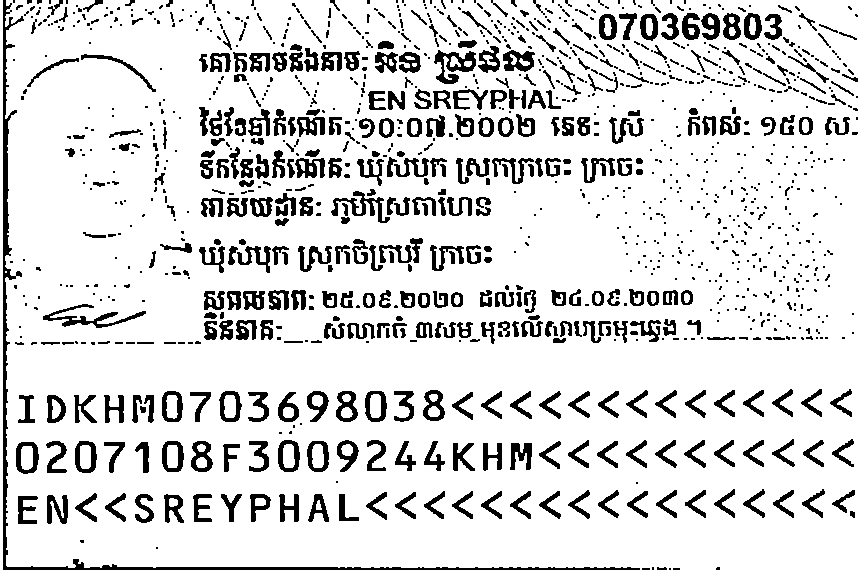 070369803
គោត្តនាមនិងនាម: អ៊ិន ស្រីផល់
EN SREYPHAL
ថ្ងៃខែឆ្នាំកំណើត: ១០.០៧.២០០២ ភេទ: ស្រី កំពស់: ១៥០ ស.
ទីកន្លែងកំណើត: ឃុំសំបុក ស្រុកក្រចេះ ក្រចេះ
អាសយដ្ឋាន: ភូមិស្រែតាហែន
ឃុំសំបុក ស្រុកចិត្របុរី ក្រចេះ
សុពលភាព: ២៥.០៩.២០២០ ដល់ថ្ងៃ ២៤.០៩.២០៣០
ភិនភាគ: សំលាកចំ ៣សម មុខលើស្លាបច្រមុះឆ្វេង ។
IDKHM0703698038<<<<<<<<<<<<<<
0207108F3009244KHM<<<<<<<<<<<
EN<<SREYPHAL<<<<<<<<<<<<<<<<<